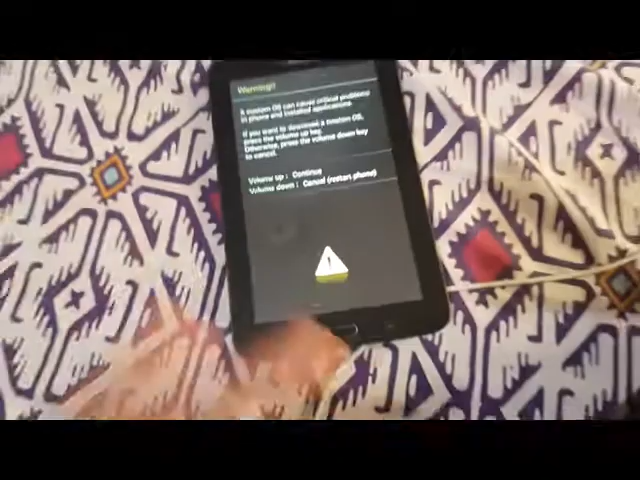 Warning!!
A custom OS can cause critical problems
in phone and installed applications.
If you want to download a custom OS,
press the volume up key.
Otherwise, press the volume down key
to cancel.
Volume up : Continue
Volume down : Cancel (restart phone)